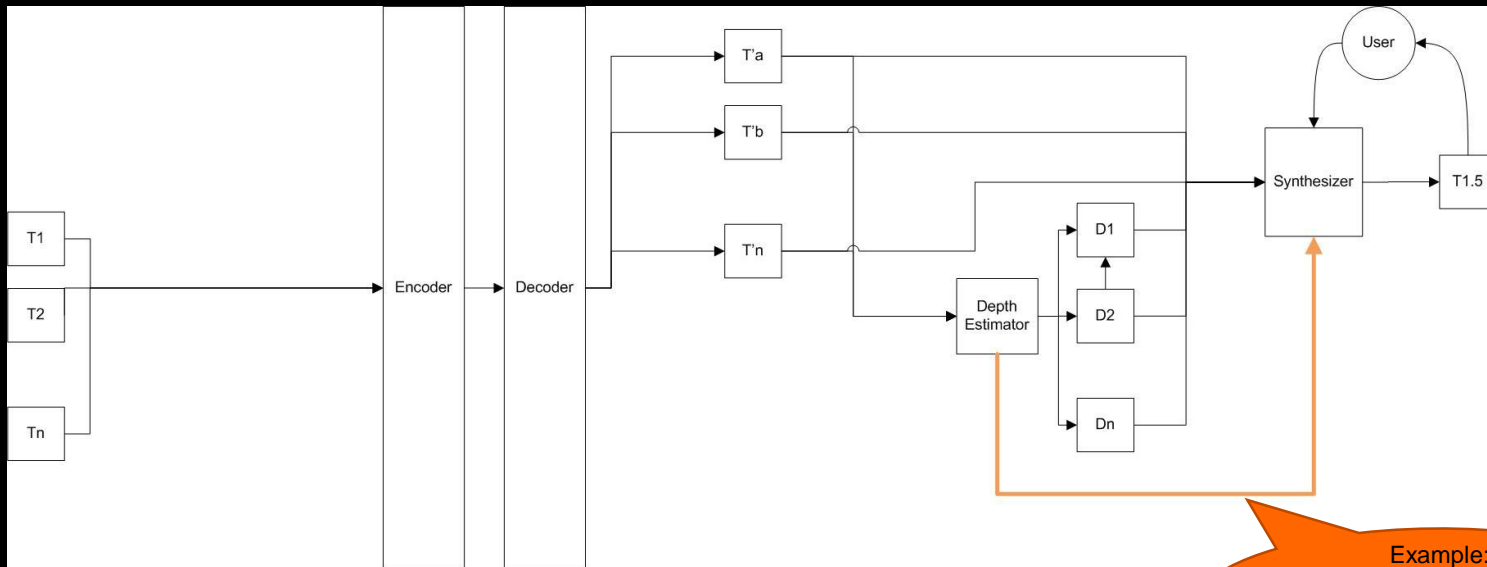 T1
T2
Tn
Encoder
Decoder
T'a
T'b
T'n
Depth
Estimator
D1
D2
Dn
Synthesizer
User
T1.5
Example: